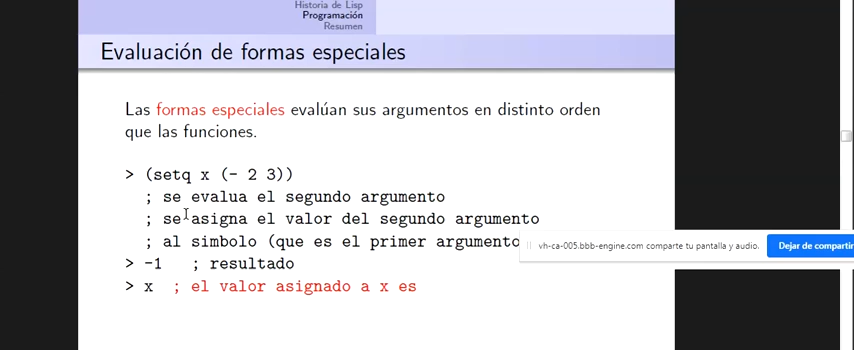 Historia de Lisp
Programación
Resumen
Evaluación de formas especiales
Las formas especiales evalúan sus argumentos en distinto orden
que las funciones.
> (setq x (- 2 3))
; se evalua el segundo argumento
; se asigna el valor del segundo argumento
; al simbolo (que es el primer argumento
vh-ca-005.bbb-engine.com comparte tu pantalla y audio.
Dejar de compartir
> -1 ; resultado
> x ; el valor asignado a x es